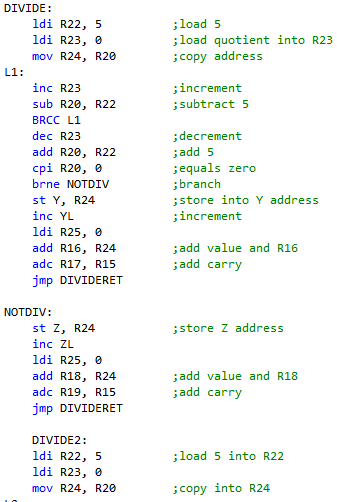 DIVIDE:
ldi R22, 5 ;load 5
ldi R23, 0 ;load quotient into R23
mov R24, R20 ;copy address
L1:
inc R23 ;increment
sub R20, R22 ;subtract 5
BRCC L1
dec R23 ;decrement
add R20, R22 ;add 5
cpi R20, 0 ;equals zero
brne NOTDIV ;branch
st Y, R24 ;store into Y address
inc YL ;increment
ldi R25, 0
add R16, R24 ;add value and R16
adc R17, R15 ;add carry
jmp DIVIDERET
NOTDIV:
st Z, R24 ;store Z address
inc ZL
ldi R25, 0
add R18, R24 ;add value and R18
adc R19, R15 ;add carry
jmp DIVIDERET
DIVIDE2:
ldi R22, 5 ;load 5 into R22
ldi R23, 0
mov R24, R20 ;copy into R24